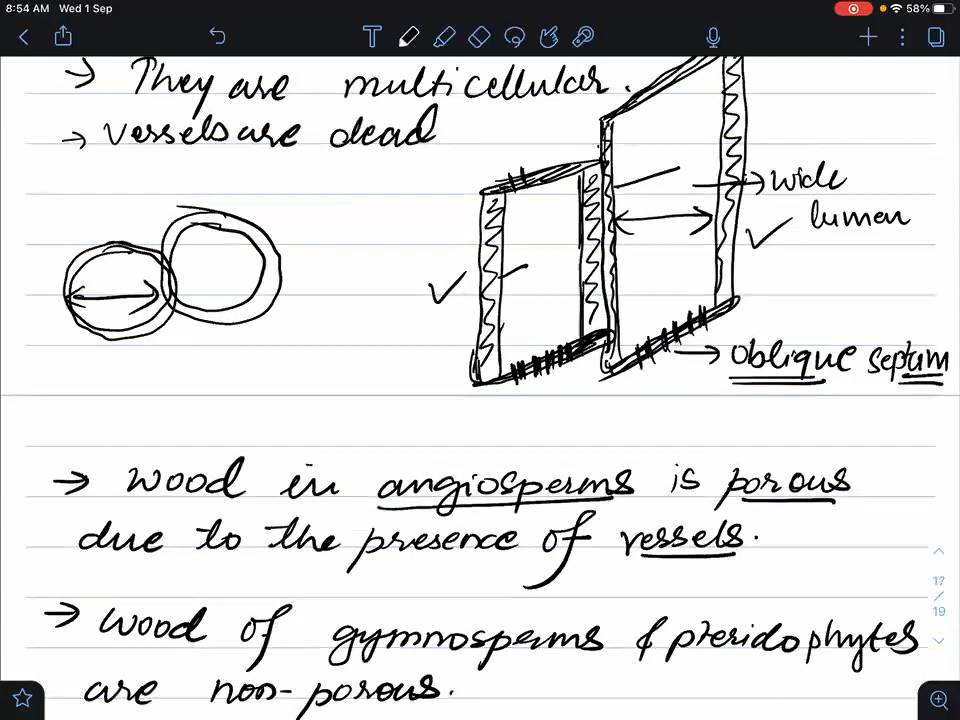 8:54 AM Wed 1 Sep 58%
→ They are multicellular.
→ vessels are dead
→ wide
lumen
→ oblique septum
→ wood in angiosperms is porous
due to the presence of vessels.
17
/
19
→ wood of gymnosperms & pteridophytes
are non-porous.